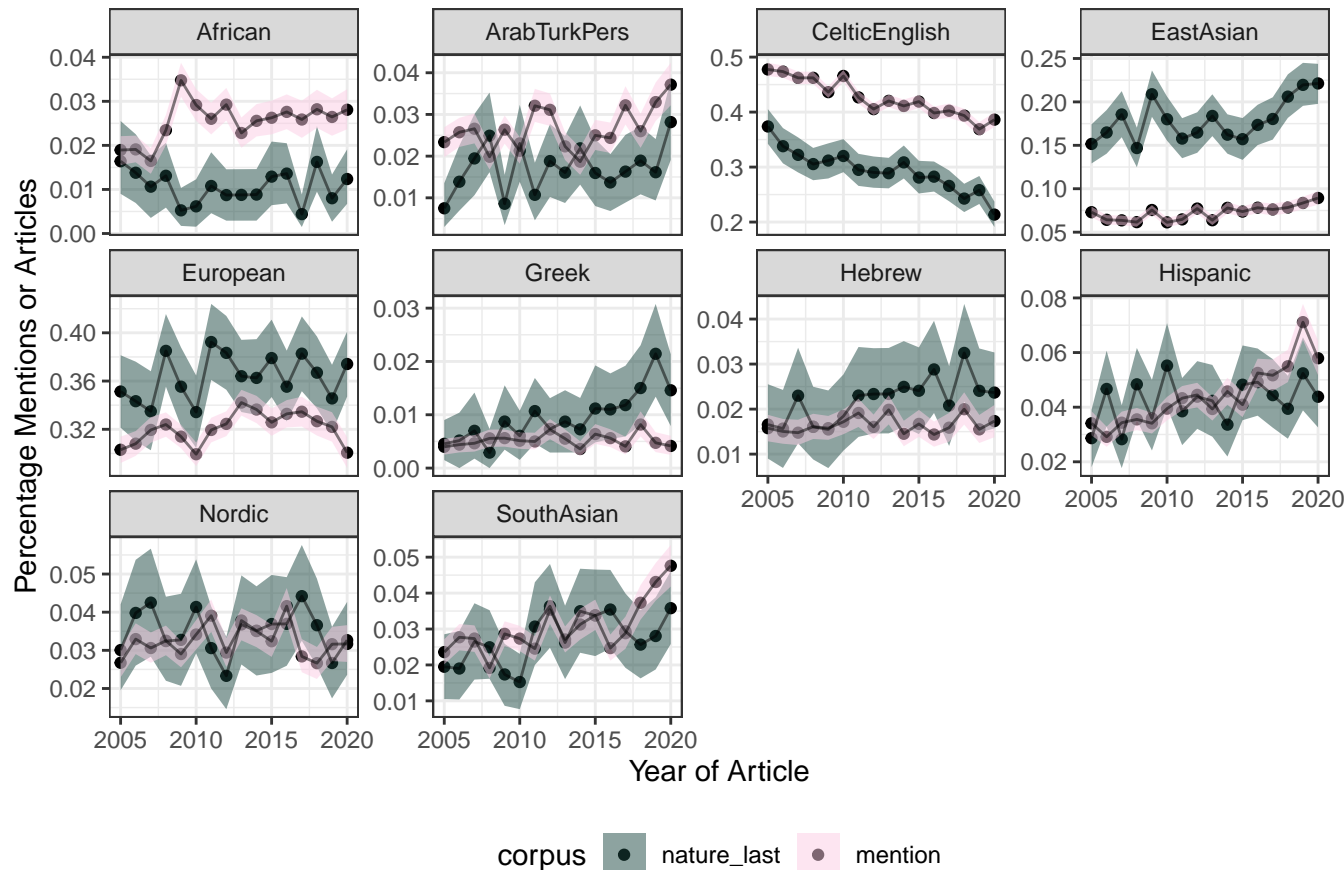 African ArabTurkPers CelticEnglish EastAsian
0.04 0.04 0.5 0.25
0.03 0.03 0.4 0.20
0.02 0.02 0.3 0.15
0.01 0.01 0.2 0.10
0.00 0.05
European Greek Hebrew Hispanic
0.40 0.03 0.04 0.08
0.36 0.02 0.03 0.06
0.32 0.01 0.02 0.04
0.00 0.01 0.02
2005 2010 2015 2020 2005 2010 2015 2020
Nordic SouthAsian
0.05 0.05
0.04 0.04
0.03 0.03
0.02 0.02
0.01
2005 2010 2015 2020 2005 2010 2015 2020
Percentage Mentions or Articles
Year of Article
corpus nature_last mention